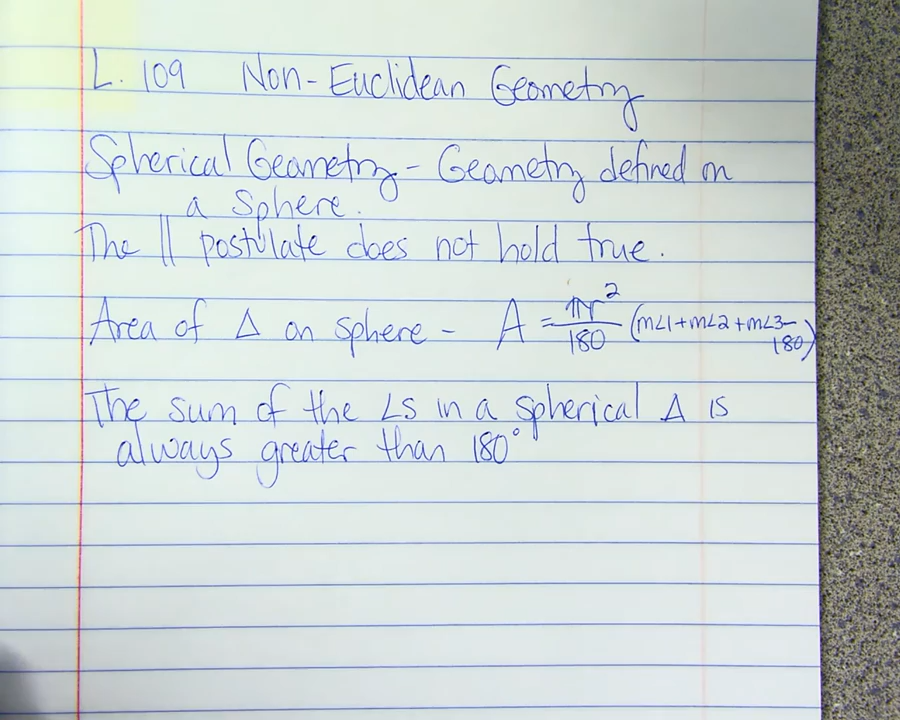 L. 109 Non-Euclidean Geometry
Spherical Geometry - Geometry defined on
a Sphere.
The || postulate does not hold true.
Area of Δ on sphere - A = πr²/180 (m∠1+m∠2+m∠3-
180)
The sum of the ∠s in a spherical Δ is
always greater than 180°